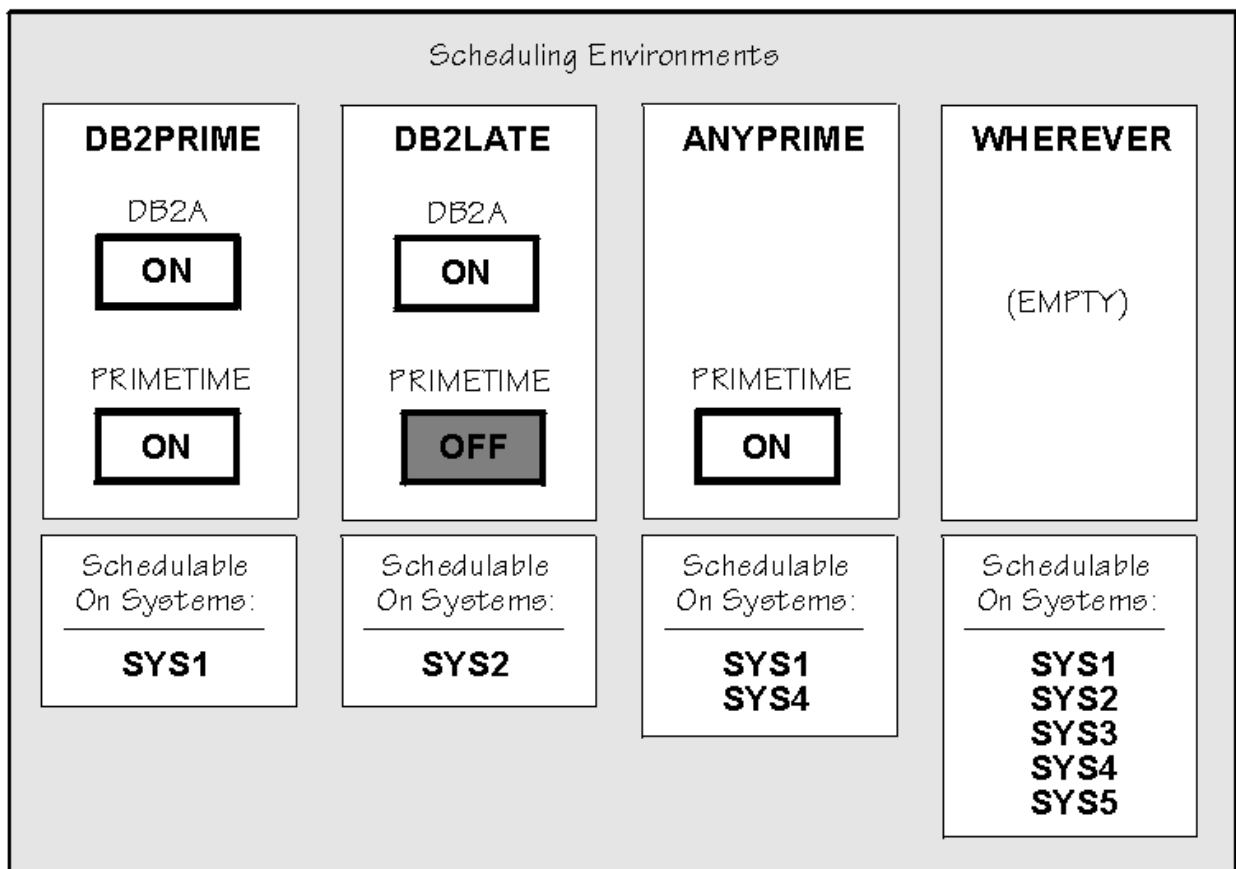 Scheduling Environments
DB2PRIME
DB2A
ON
PRIMETIME
ON
Schedulable
On Systems:
SYS1
DB2LATE
DB2A
ON
PRIMETIME
OFF
Schedulable
On Systems:
SYS2
ANYPRIME
PRIMETIME
ON
Schedulable
On Systems:
SYS1
SYS4
WHEREVER
(EMPTY)
Schedulable
On Systems:
SYS1
SYS2
SYS3
SYS4
SYS5